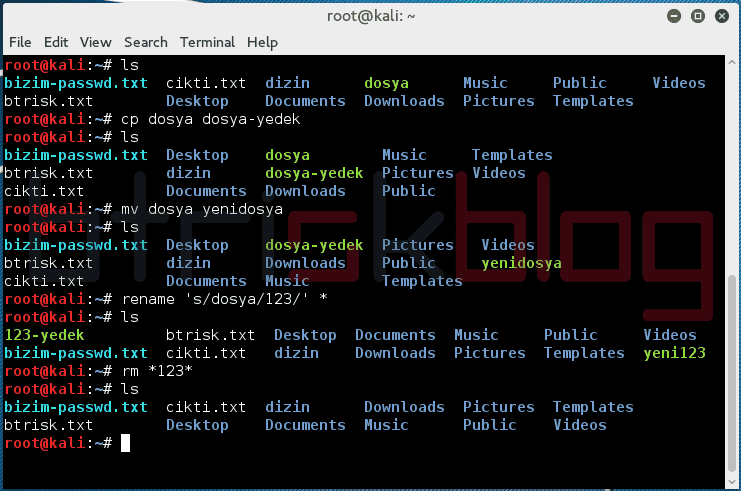 root@kali: ~
File Edit View Search Terminal Help
root@kali:~# ls
bizim-passwd.txt cikti.txt dizin dosya Music Public Videos
btrisk.txt Desktop Documents Downloads Pictures Templates
root@kali:~# cp dosya dosya-yedek
root@kali:~# ls
bizim-passwd.txt Desktop dosya Music Templates
btrisk.txt dizin dosya-yedek Pictures Videos
cikti.txt Documents Downloads Public
root@kali:~# mv dosya yenidosya
root@kali:~# ls
bizim-passwd.txt Desktop dosya-yedek Pictures Videos
btrisk.txt dizin Downloads Public yenidosya
cikti.txt Documents Music Templates
root@kali:~# rename 's/dosya/123/' *
root@kali:~# ls
123-yedek btrisk.txt Desktop Documents Music Public Videos
bizim-passwd.txt cikti.txt dizin Downloads Pictures Templates yeni123
root@kali:~# rm *123*
root@kali:~# ls
bizim-passwd.txt cikti.txt dizin Downloads Pictures Templates
btrisk.txt Desktop Documents Music Public Videos
root@kali:~#
btriskblog